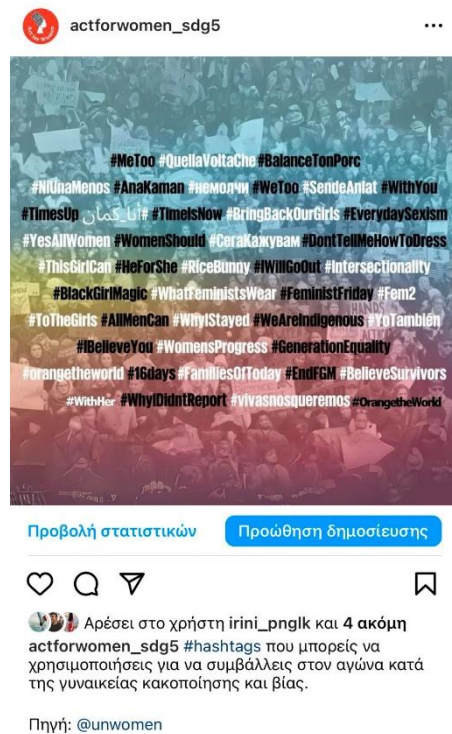 actforwomen_sdg5
#MeToo #QuellaVoltaChe #BalanceTonPorc
#NiUnaMenos #AnaKaman #немолчи #WeToo #SendeAnlat #WithYou
#TimesUp #أنا_كمان #TimeIsNow #BringBackOurGirls #EverydaySexism
#YesAllWomen #WomenShould #СегаКажувам #DontTellMeHowToDress
#ThisGirlCan #HeForShe #RiceBunny #IWillGoOut #Intersectionality
#BlackGirlMagic #WhatFeministsWear #FeministFriday #Fem2
#ToTheGirls #AllMenCan #WhyIStayed #WeAreIndigenous #YoTambién
#IBelieveYou #WomensProgress #GenerationEquality
#orangetheworld #16days #FamiliesOfToday #EndFGM #BelieveSurvivors
#WithHer #WhyIDidntReport #vivasnosqueremos #OrangetheWorld
Προβολή στατιστικών
Προώθηση δημοσίευσης
Αρέσει στο χρήστη irini_pnglk και 4 ακόμη
actforwomen_sdg5 #hashtags που μπορείς να
χρησιμοποιήσεις για να συμβάλλεις στον αγώνα κατά
της γυναικείας κακοποίησης και βίας.
Πηγή: @unwomen